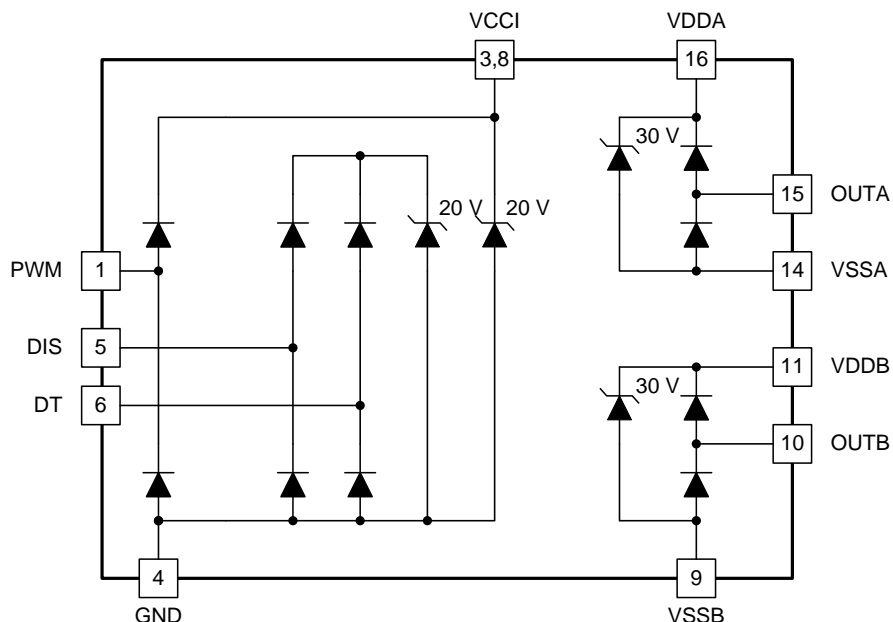 VCCI
VDDA
3,8
16
30 V
15
OUTA
20 V
20 V
PWM
1
14
VSSA
DIS
5
11
VDDB
30 V
DT
6
10
OUTB
4
9
GND
VSSB